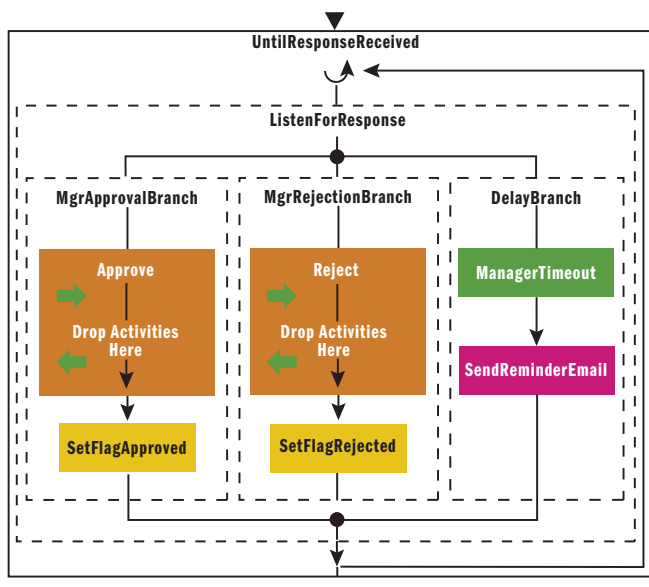 UntilResponseReceived
ListenForResponse
MgrApprovalBranch
Approve
Drop Activities
Here
SetFlagApproved
MgrRejectionBranch
Reject
Drop Activities
Here
SetFlagRejected
DelayBranch
ManagerTimeout
SendReminderEmail